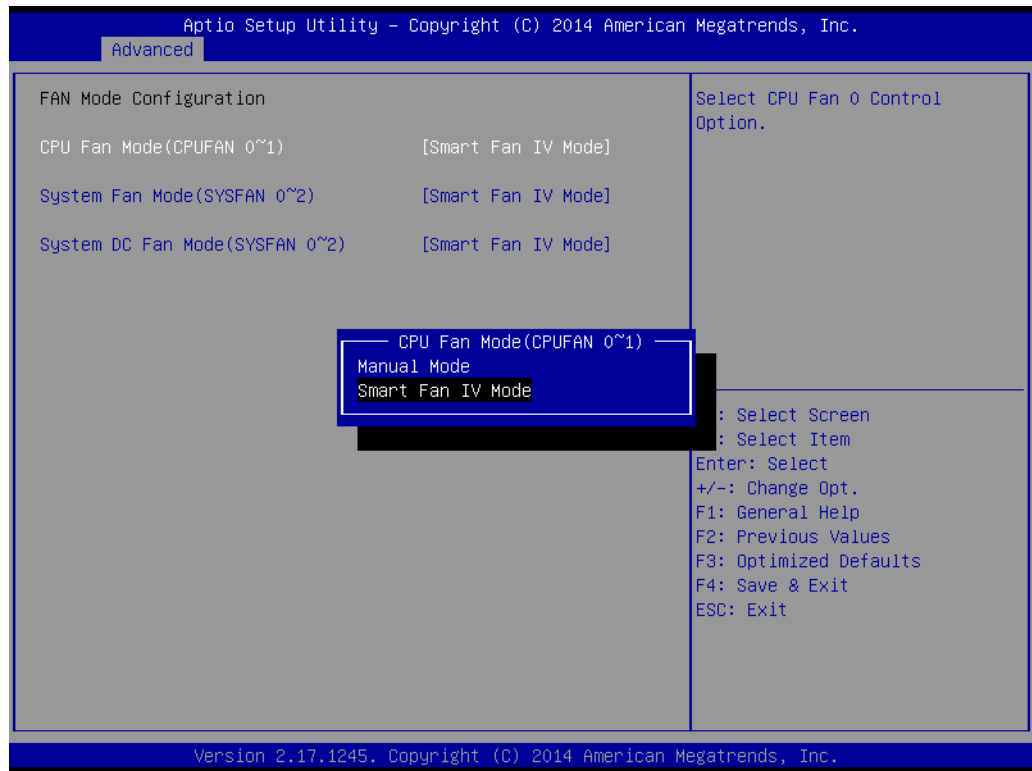 Aptio Setup Utility – Copyright (C) 2014 American Megatrends, Inc.
Advanced
FAN Mode Configuration
CPU Fan Mode(CPUFAN 0~1) [Smart Fan IV Mode]
System Fan Mode(SYSFAN 0~2) [Smart Fan IV Mode]
System DC Fan Mode(SYSFAN 0~2) [Smart Fan IV Mode]
CPU Fan Mode(CPUFAN 0~1)
Manual Mode
Smart Fan IV Mode
Select CPU Fan 0 Control
Option.
: Select Screen
: Select Item
Enter: Select
+/-: Change Opt.
F1: General Help
F2: Previous Values
F3: Optimized Defaults
F4: Save & Exit
ESC: Exit
Version 2.17.1245. Copyright (C) 2014 American Megatrends, Inc.